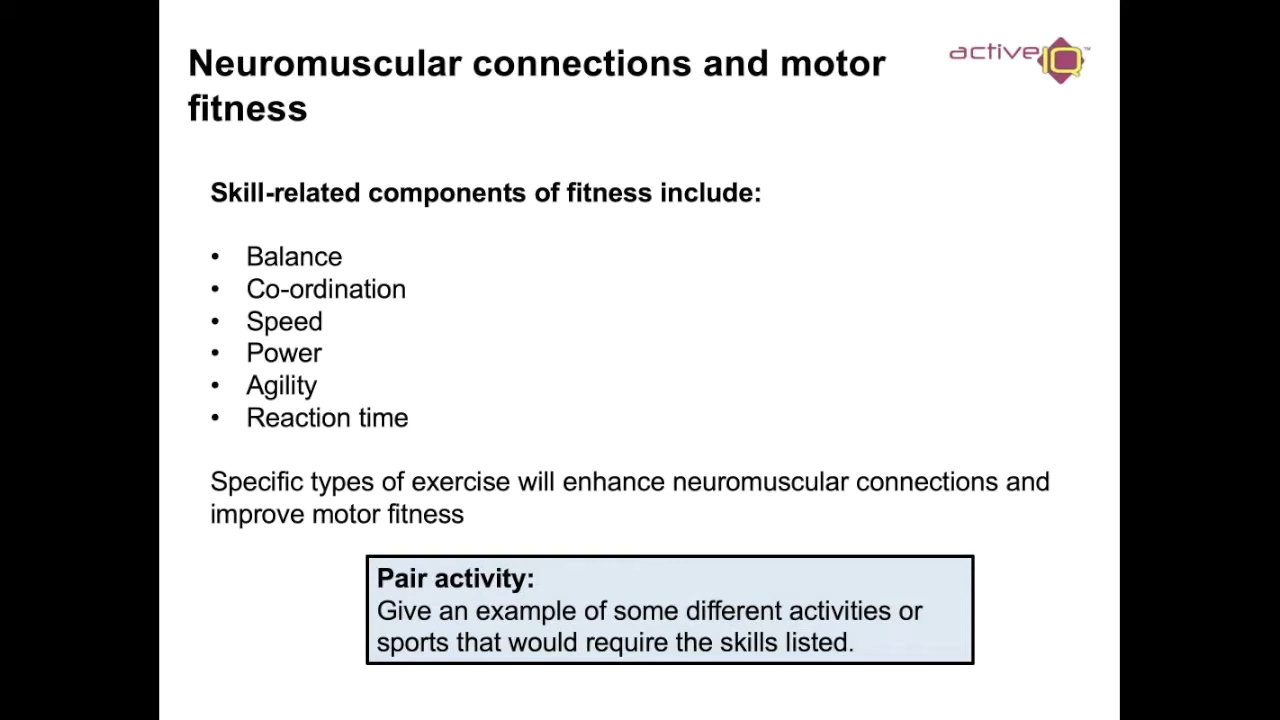 Neuromuscular connections and motor
fitness
active IQ™
Skill-related components of fitness include:
• Balance
• Co-ordination
• Speed
• Power
• Agility
• Reaction time
Specific types of exercise will enhance neuromuscular connections and
improve motor fitness
Pair activity:
Give an example of some different activities or
sports that would require the skills listed.